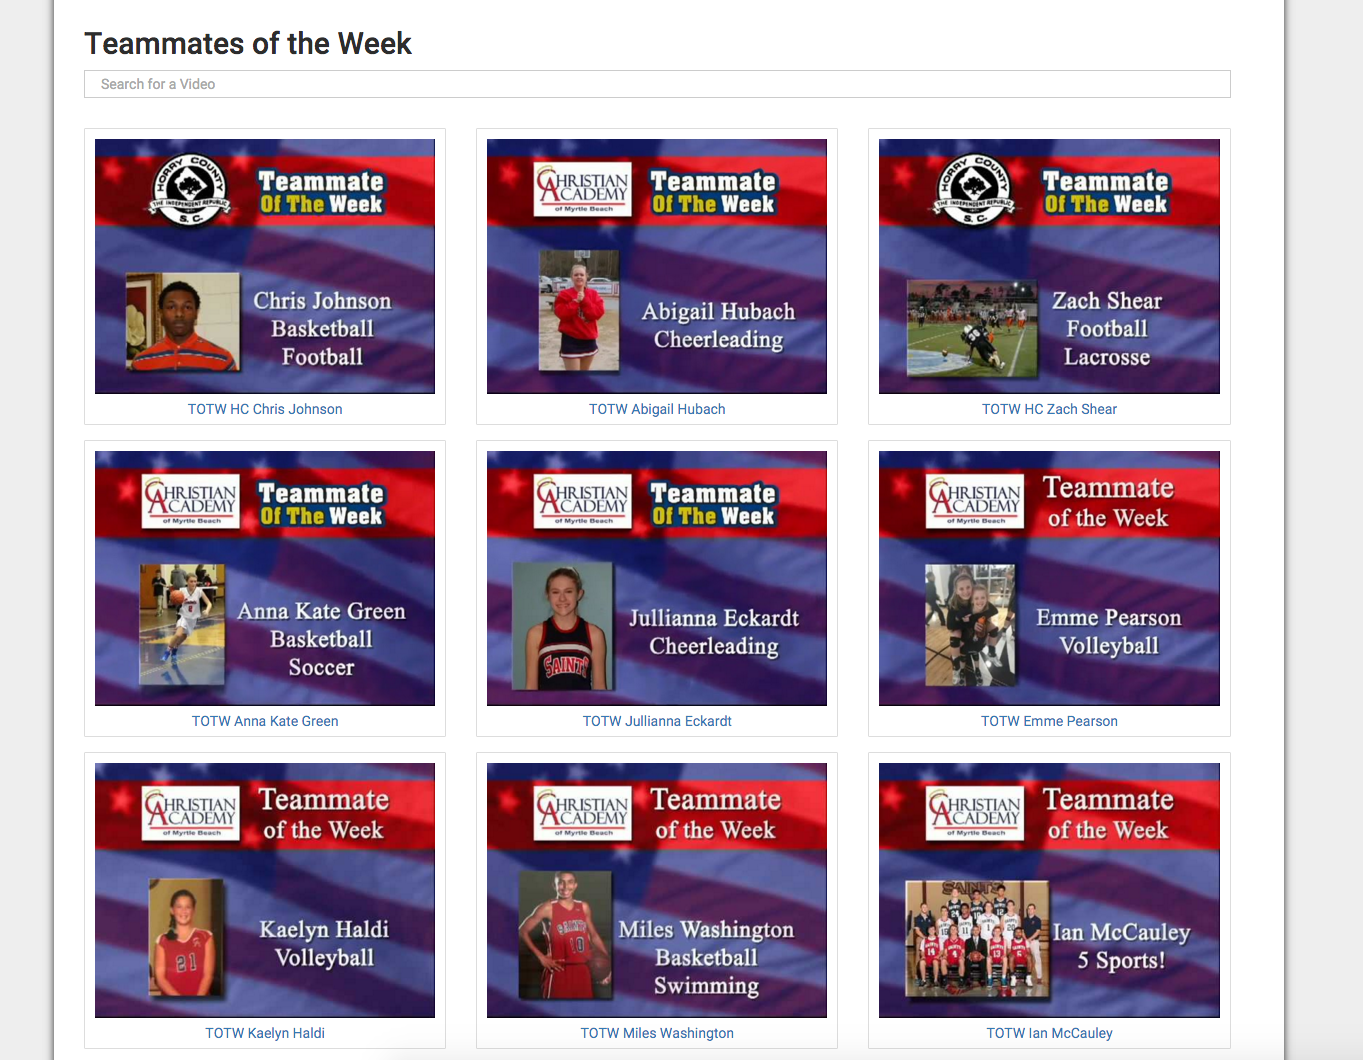 Teammates of the Week
Search for a Video
HORRY COUNTY
THE INDEPENDENT REPUBLIC
S. C.
Teammate
Of The Week
Chris Johnson
Basketball
Football
TOTW HC Chris Johnson
CHRISTIAN
ACADEMY
of Myrtle Beach
Teammate
Of The Week
Abigail Hubach
Cheerleading
TOTW Abigail Hubach
HORRY COUNTY
THE INDEPENDENT REPUBLIC
S. C.
Teammate
Of The Week
Zach Shear
Football
Lacrosse
TOTW HC Zach Shear
CHRISTIAN
ACADEMY
of Myrtle Beach
Teammate
Of The Week
Anna Kate Green
Basketball
Soccer
TOTW Anna Kate Green
CHRISTIAN
ACADEMY
of Myrtle Beach
Teammate
Of The Week
SAINTS
Jullianna Eckardt
Cheerleading
TOTW Jullianna Eckardt
CHRISTIAN
ACADEMY
of Myrtle Beach
Teammate
of the Week
Emme Pearson
Volleyball
TOTW Emme Pearson
CHRISTIAN
ACADEMY
of Myrtle Beach
Teammate
of the Week
21
Kaelyn Haldi
Volleyball
TOTW Kaelyn Haldi
CHRISTIAN
ACADEMY
of Myrtle Beach
Teammate
of the Week
SAINTS
10
Miles Washington
Basketball
Swimming
TOTW Miles Washington
CHRISTIAN
ACADEMY
of Myrtle Beach
Teammate
of the Week
SAINTS
Ian McCauley
5 Sports!
TOTW Ian McCauley